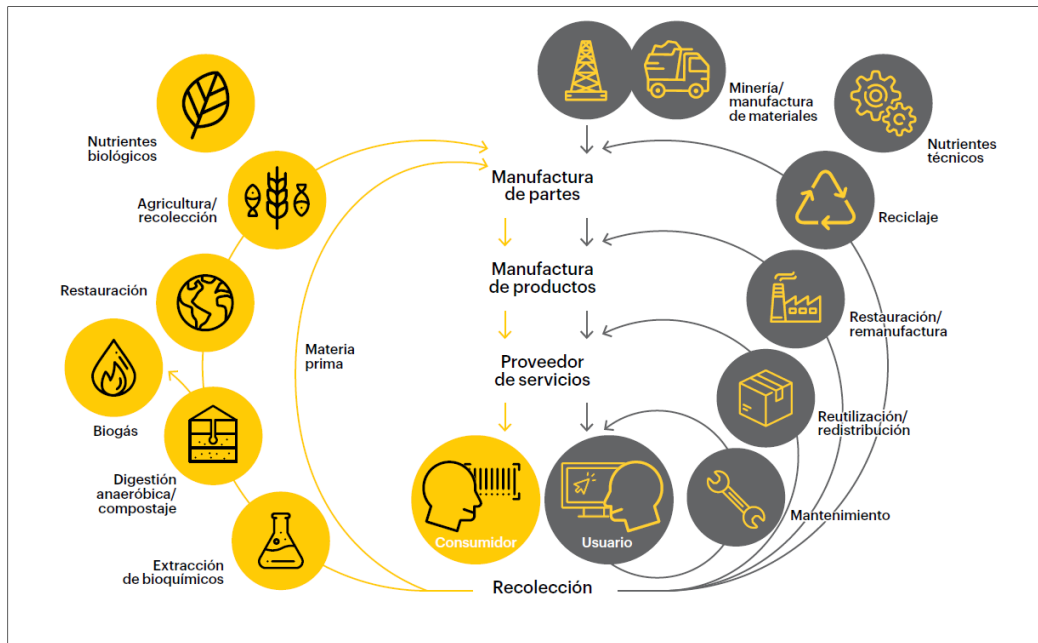 Minería/
manufactura
de materiales
Nutrientes
biológicos
Nutrientes
técnicos
Manufactura
de partes
Agricultura/
recolección
Reciclaje
Manufactura
de productos
Restauración
Restauración/
remanufactura
Materia
prima
Proveedor
de servicios
Biogás
Reutilización/
redistribución
Digestión
anaeróbica/
compostaje
Mantenimiento
Consumidor
Usuario
Extracción
de bioquímicos
Recolección